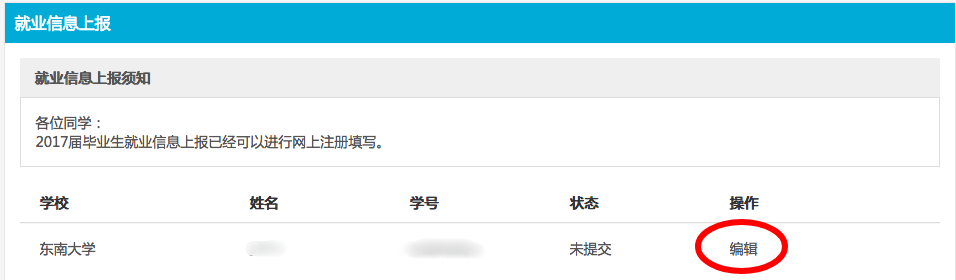 就业信息上报
就业信息上报须知
各位同学：
2017届毕业生就业信息上报已经可以进行网上注册填写。
学校 姓名 学号 状态 操作
东南大学 未提交 编辑